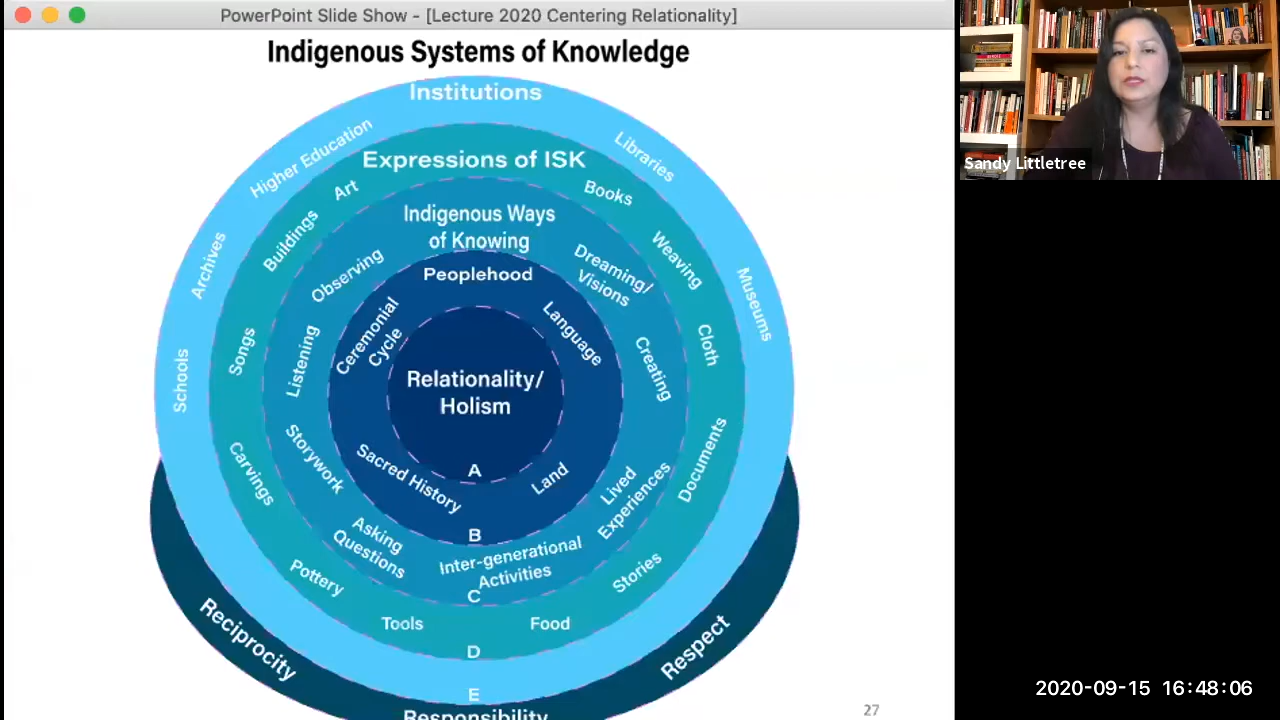 PowerPoint Slide Show - [Lecture 2020 Centering Relationality]
Indigenous Systems of Knowledge
Institutions
Higher Education
Libraries
Archives
Museums
Schools
Expressions of ISK
Art
Books
Buildings
Weaving
Songs
Cloth
Carvings
Documents
Pottery
Stories
Tools
Food
Indigenous Ways
of Knowing
Observing
Dreaming/
Visions
Listening
Creating
Storywork
Lived
Experiences
Asking
Questions
Inter-generational
Activities
Peoplehood
Ceremonial
Cycle
Language
Sacred History
Land
Relationality/
Holism
A
B
C
D
E
Reciprocity
Respect
Responsibility
27
Sandy Littletree
2020-09-15 16:48:06